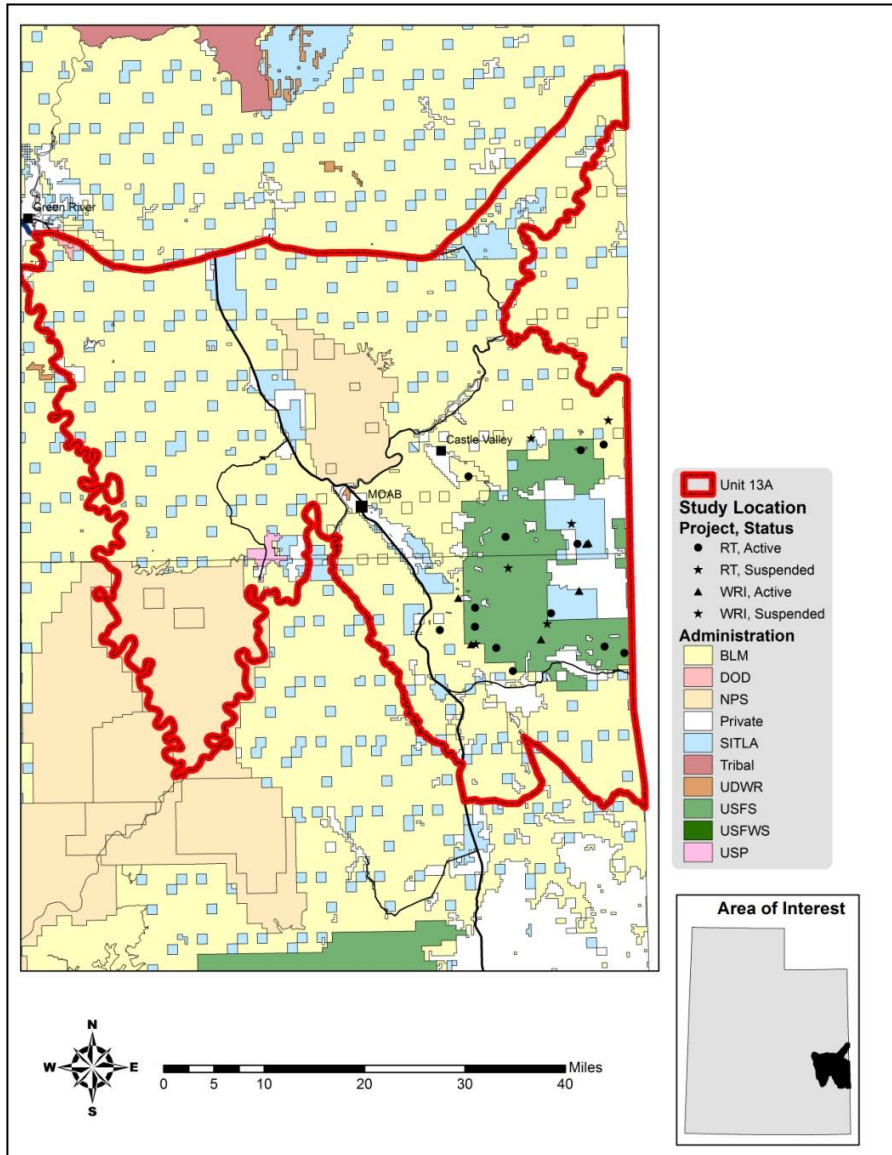 Green River
Castle Valley
MOAB
Unit 13A
Study Location
Project, Status
RT, Active
RT, Suspended
WRI, Active
WRI, Suspended
Administration
BLM
DOD
NPS
Private
SITLA
Tribal
UDWR
USFS
USFWS
USP
Area of Interest
N
W E
S
Miles
0 5 10 20 30 40